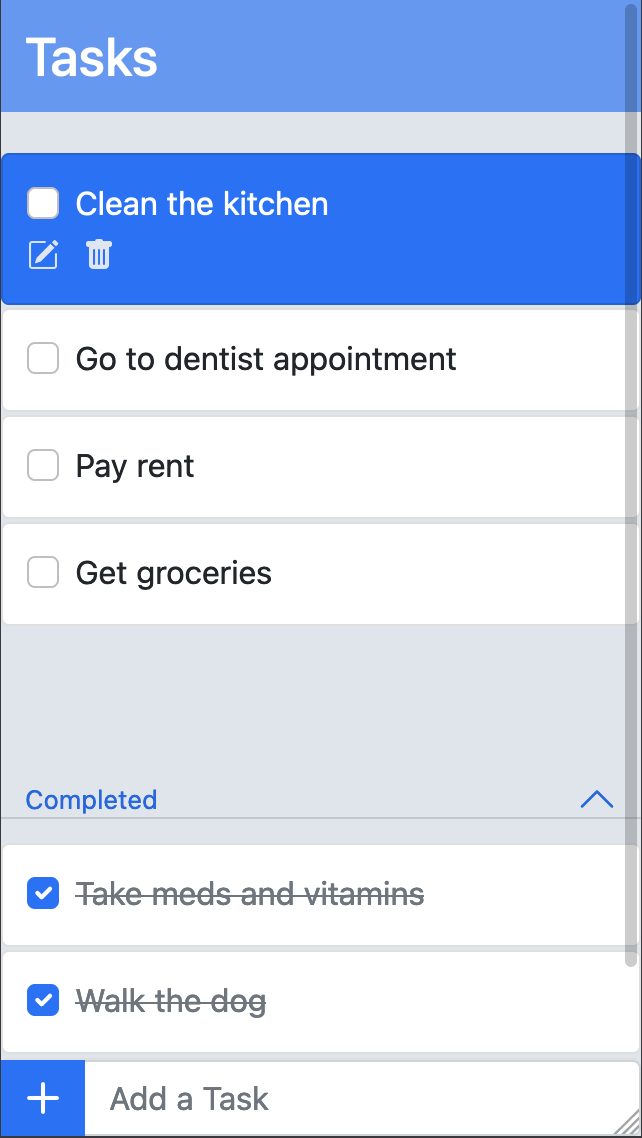 Tasks
Clean the kitchen
Go to dentist appointment
Pay rent
Get groceries
Completed
Take meds and vitamins
Walk the dog
Add a Task